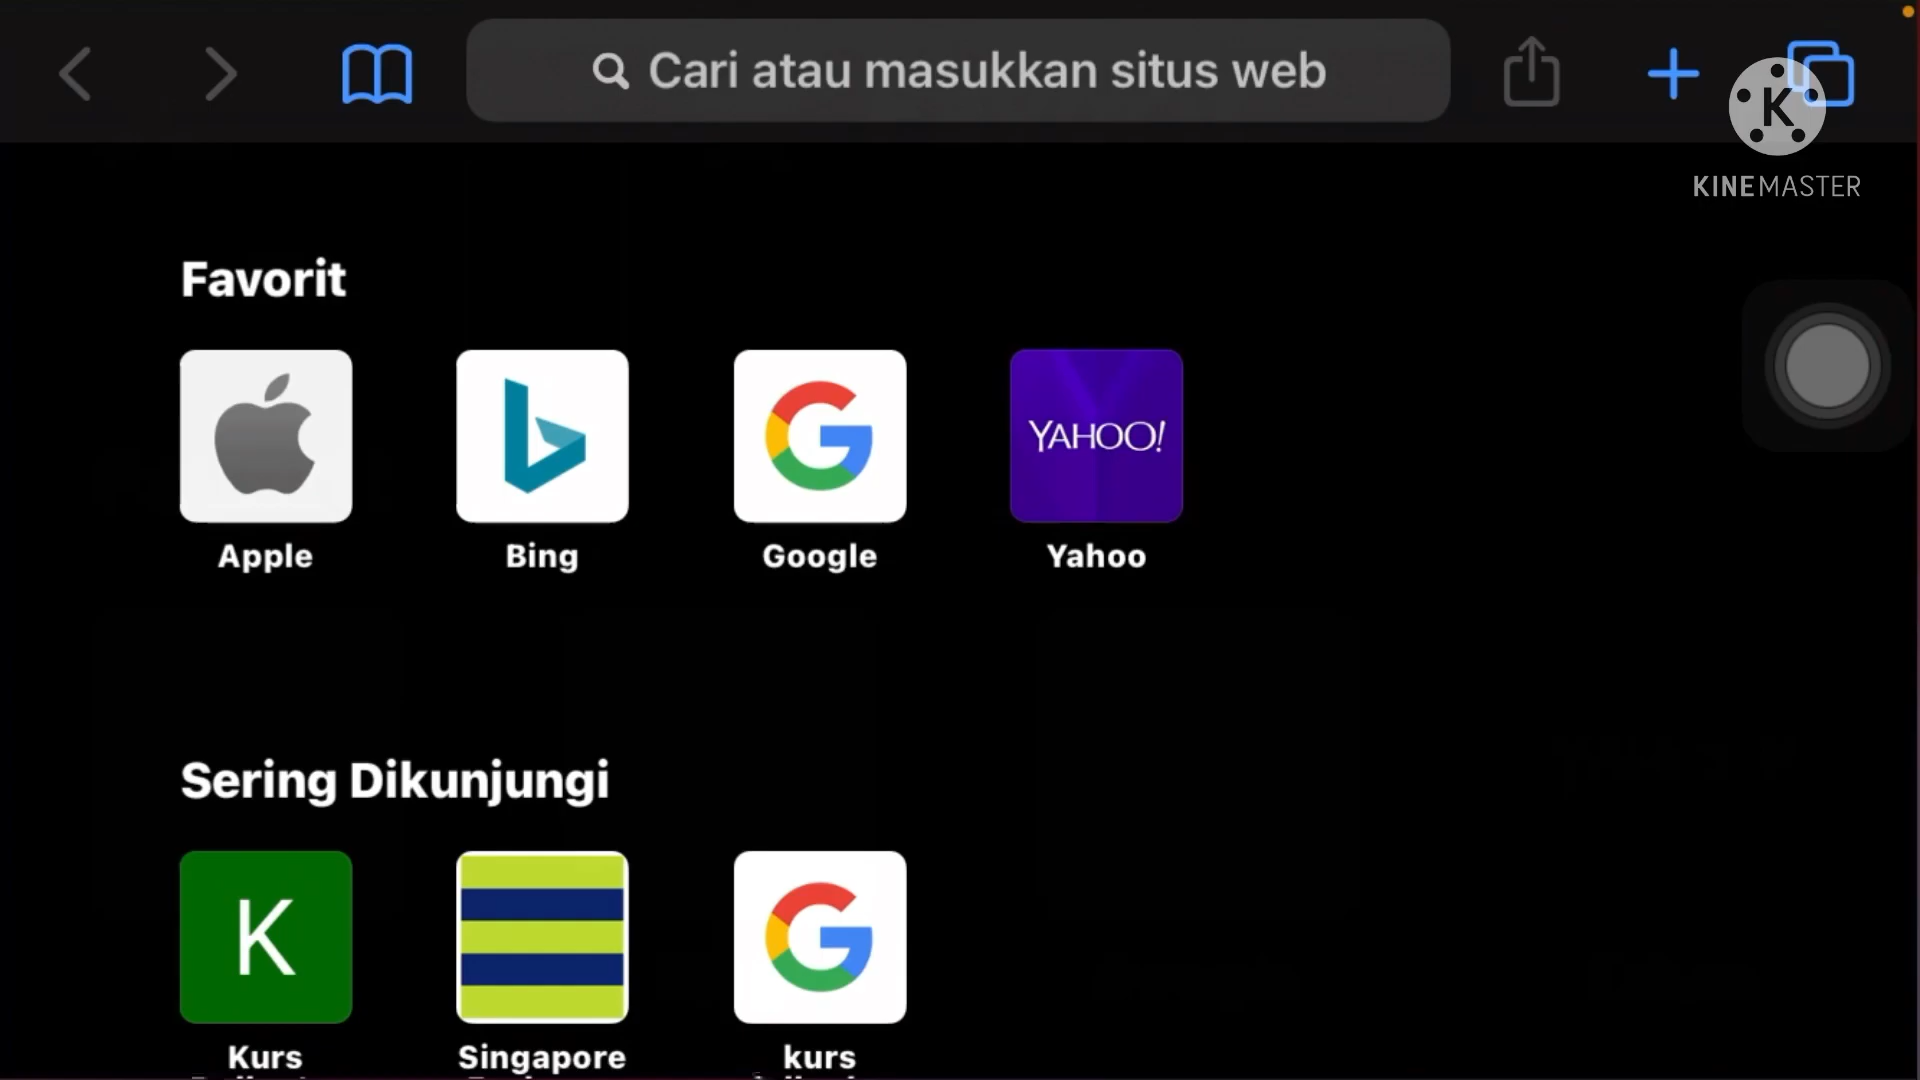 Cari atau masukkan situs web
K
KINEMASTER
Favorit
YAHOO!
Apple Bing Google Yahoo
Sering Dikunjungi
K
Kurs Singapore kurs